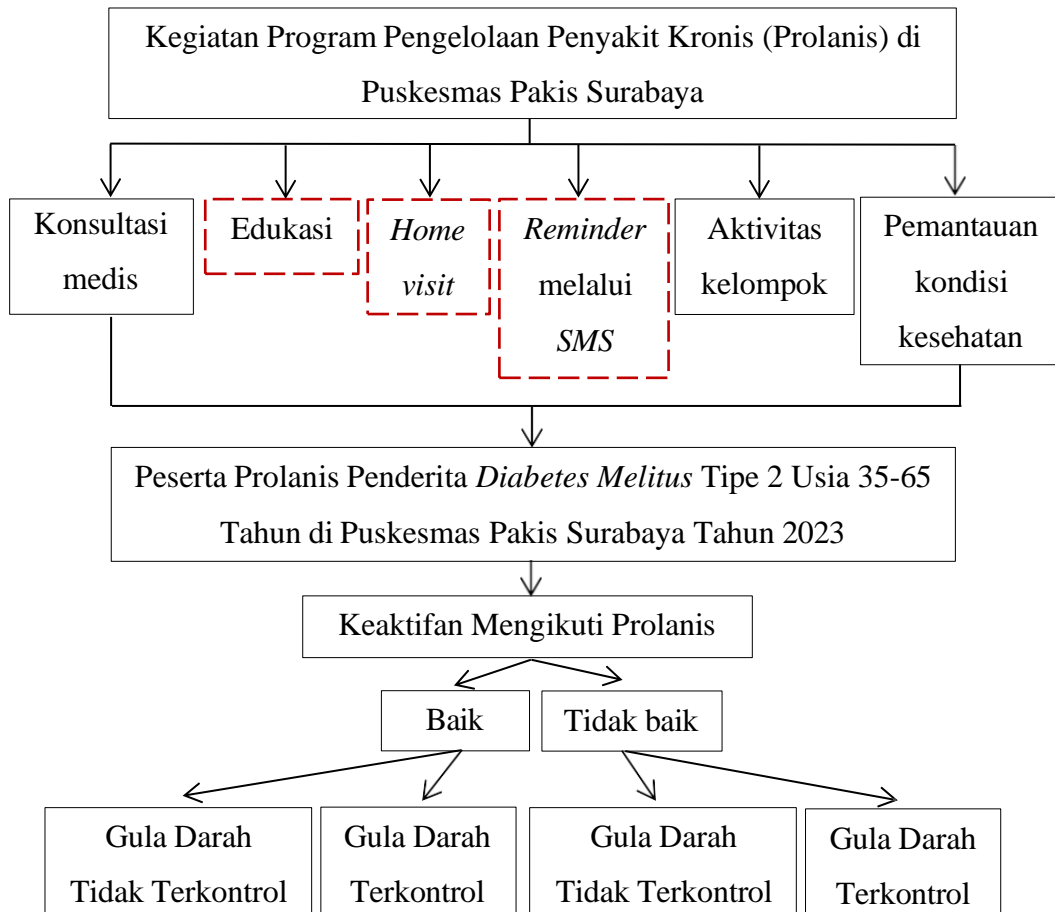 Kegiatan Program Pengelolaan Penyakit Kronis (Prolanis) di
Puskesmas Pakis Surabaya
Konsultasi
medis
Edukasi
Home
visit
Reminder
melalui
SMS
Aktivitas
kelompok
Pemantauan
kondisi
kesehatan
Peserta Prolanis Penderita Diabetes Melitus Tipe 2 Usia 35-65
Tahun di Puskesmas Pakis Surabaya Tahun 2023
Keaktifan Mengikuti Prolanis
Baik
Tidak baik
Gula Darah
Tidak Terkontrol
Gula Darah
Terkontrol
Gula Darah
Tidak Terkontrol
Gula Darah
Terkontrol